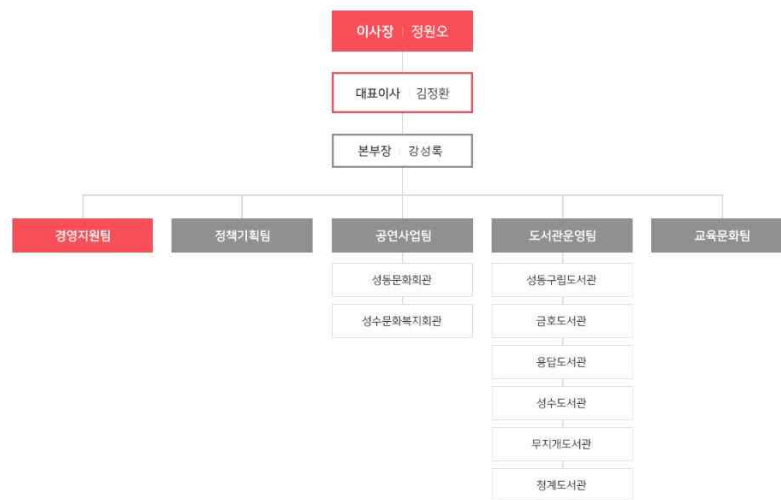 이사장 정원오
대표이사 김정환
본부장 강성록
경영지원팀 정책기획팀 공연사업팀 도서관운영팀 교육문화팀
성동문화회관 성동구립도서관
성수문화복지회관 금호도서관
용답도서관
성수도서관
무지개도서관
청계도서관